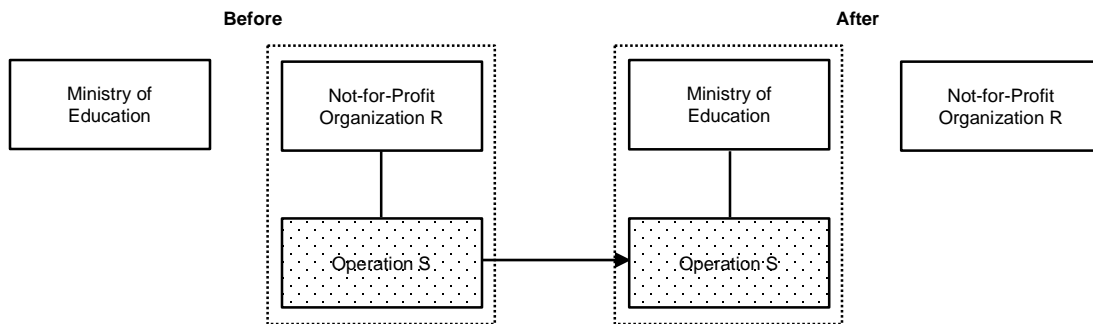 Before
After
Ministry of
Education
Not-for-Profit
Organization R
Ministry of
Education
Not-for-Profit
Organization R
Operation S
Operation S